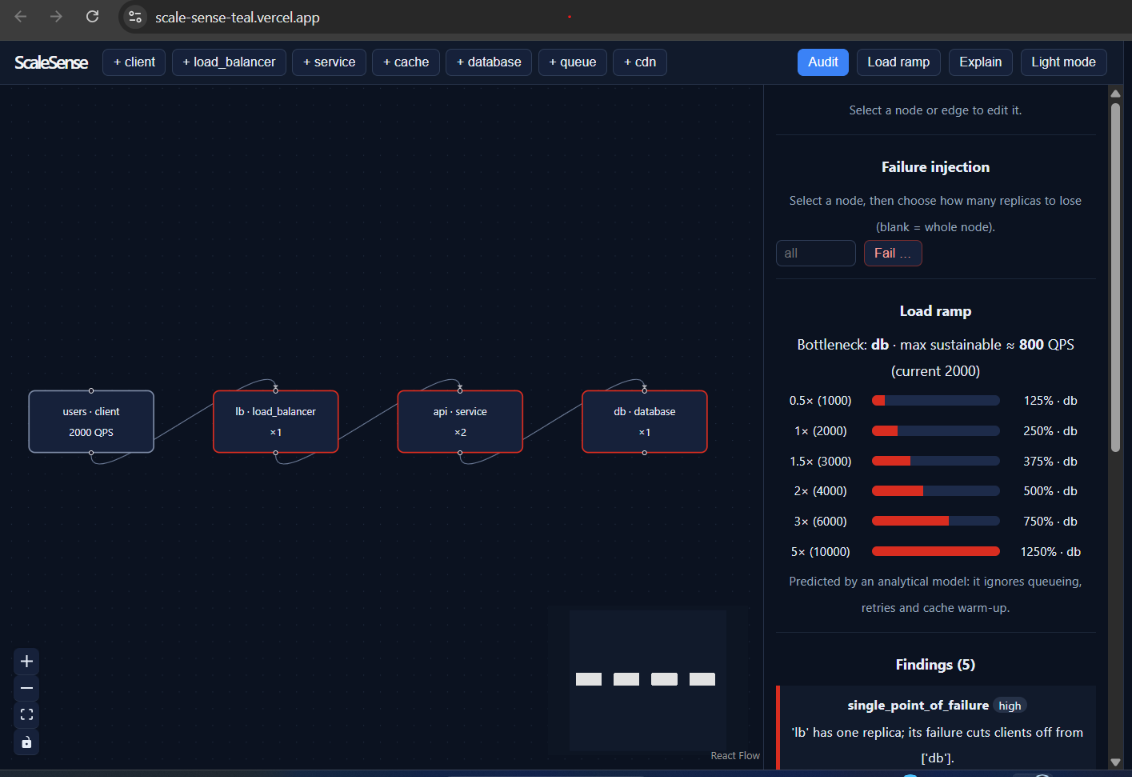 scale-sense-teal.vercel.app
ScaleSense
+ client
+ load_balancer
+ service
+ cache
+ database
+ queue
+ cdn
Audit
Load ramp
Explain
Light mode
users · client
2000 QPS
lb · load_balancer
×1
api · service
×2
db · database
×1
React Flow
Select a node or edge to edit it.
Failure injection
Select a node, then choose how many replicas to lose
(blank = whole node).
all
Fail …
Load ramp
Bottleneck: db · max sustainable ≈ 800 QPS
(current 2000)
0.5× (1000) 125% · db
1× (2000) 250% · db
1.5× (3000) 375% · db
2× (4000) 500% · db
3× (6000) 750% · db
5× (10000) 1250% · db
Predicted by an analytical model: it ignores queueing,
retries and cache warm-up.
Findings (5)
single_point_of_failure high
'lb' has one replica; its failure cuts clients off from
['db'].